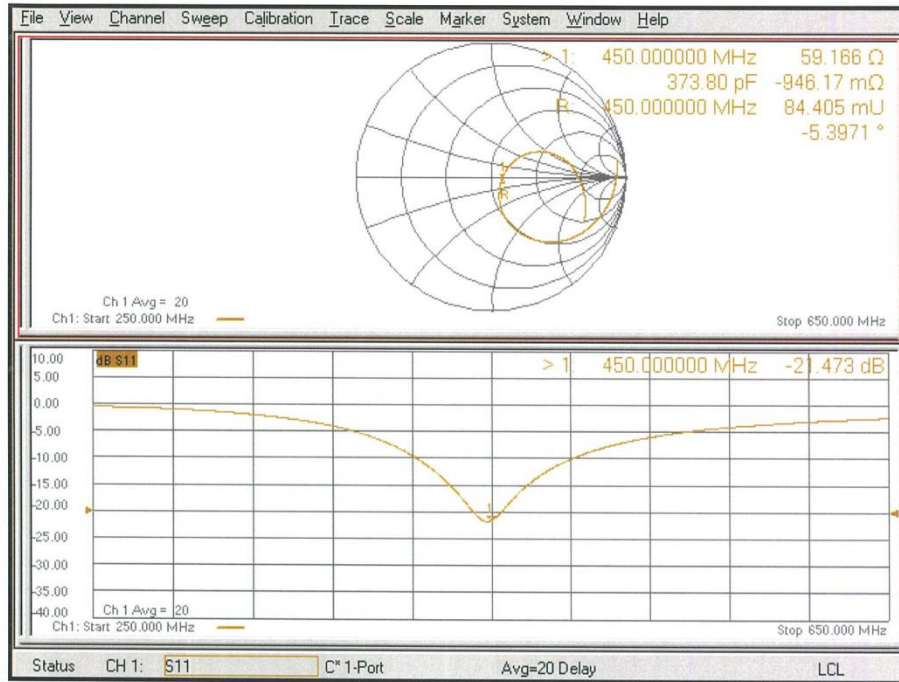 File View Channel Sweep Calibration Trace Scale Marker System Window Help
> 1: 450.000000 MHz 59.166 Ω
373.80 pF -946.17 mΩ
R: 450.000000 MHz 84.405 mU
-5.3971 °
1
R
Ch 1 Avg = 20
Ch1: Start 250.000 MHz
Stop 650.000 MHz
10.00
dB S11
> 1: 450.000000 MHz -21.473 dB
5.00
0.00
-5.00
-10.00
-15.00
-20.00
1
-25.00
-30.00
-35.00
-40.00
Ch 1 Avg = 20
Ch1: Start 250.000 MHz
Stop 650.000 MHz
Status CH 1: S11 C* 1-Port Avg=20 Delay LCL